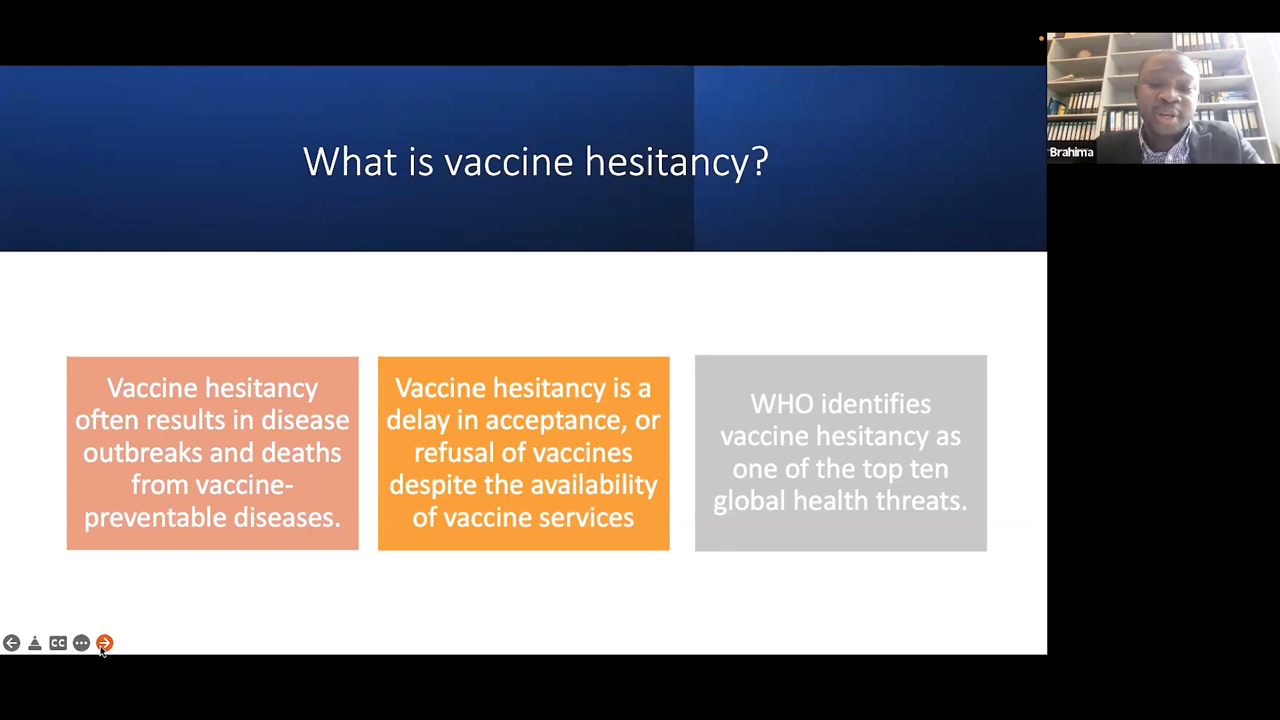 What is vaccine hesitancy?
Vaccine hesitancy
often results in disease
outbreaks and deaths
from vaccine-
preventable diseases.
Vaccine hesitancy is a
delay in acceptance, or
refusal of vaccines
despite the availability
of vaccine services
WHO identifies
vaccine hesitancy as
one of the top ten
global health threats.
Brahima
CC